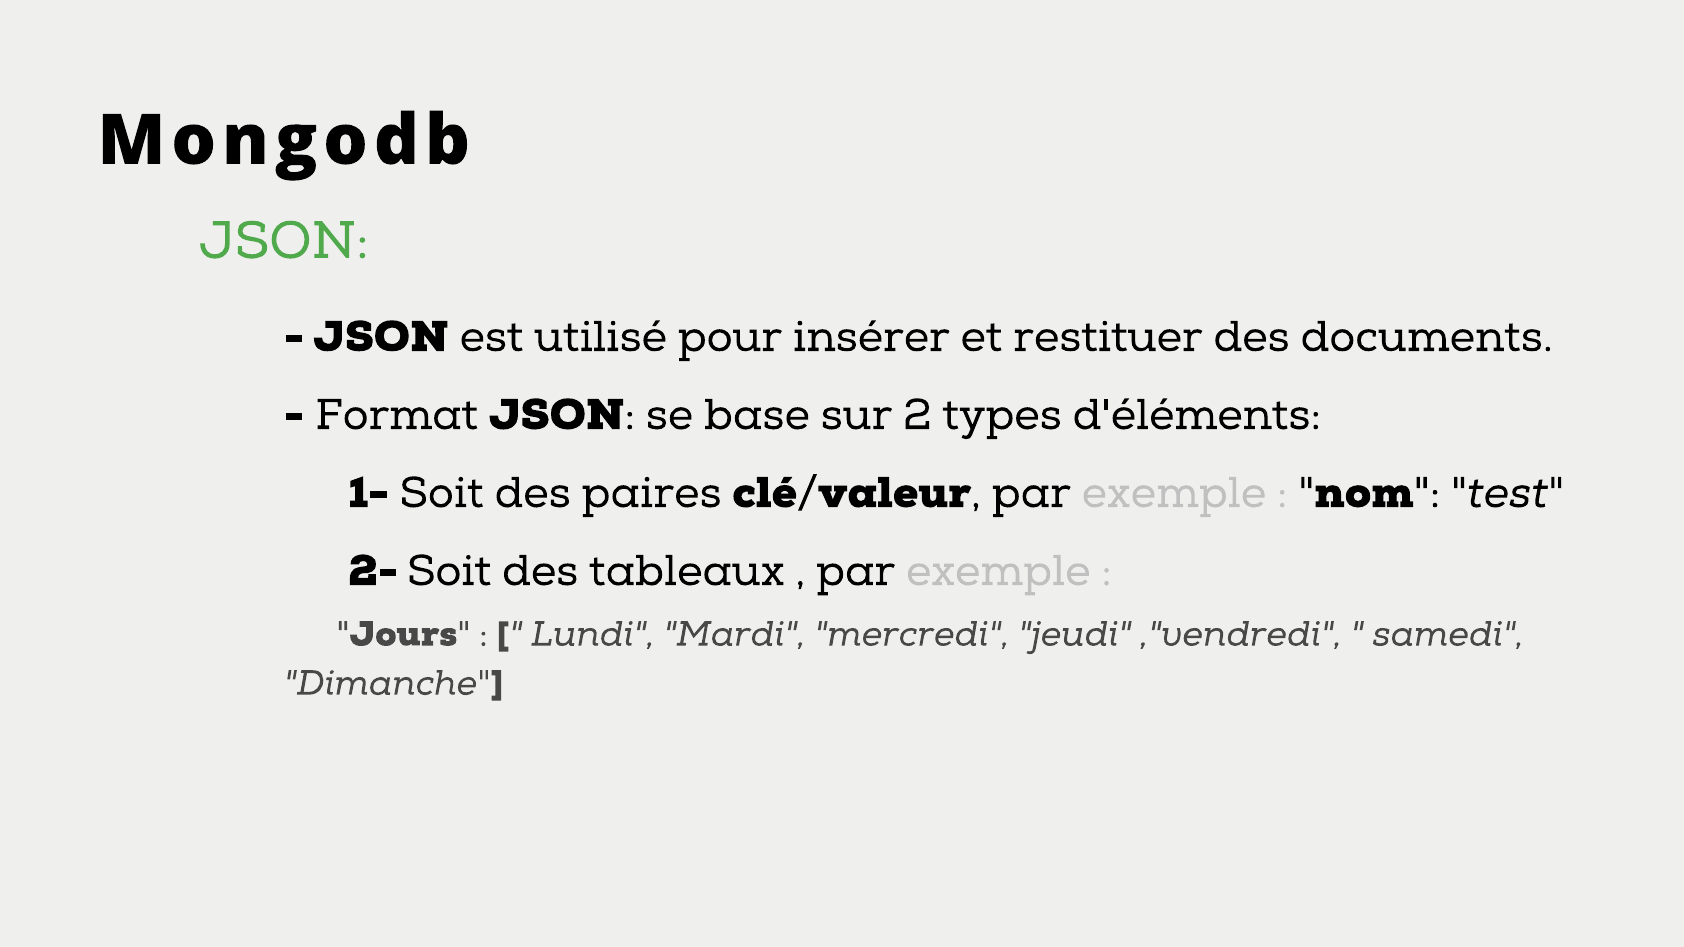 Mongodb
JSON:
- JSON est utilisé pour insérer et restituer des documents.
- Format JSON: se base sur 2 types d'éléments:
1- Soit des paires clé/valeur, par exemple : "nom": "test"
2- Soit des tableaux , par exemple :
"Jours" : [" Lundi", "Mardi", "mercredi", "jeudi" ,"vendredi", " samedi",
"Dimanche"]